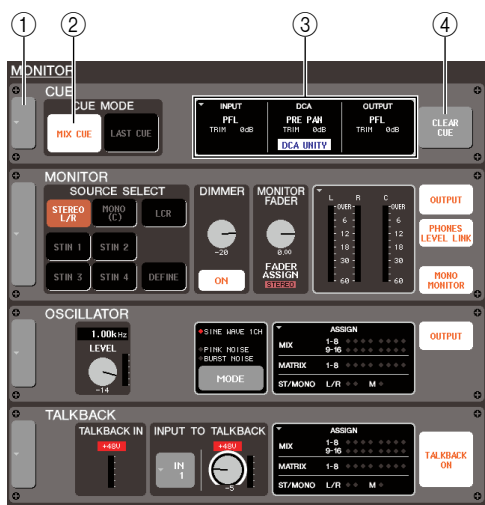 ① ② ③ ④
MONITOR
CUE
CUE MODE
MIX CUE
LAST CUE
INPUT
PFL
TRIM 0dB
DCA
PRE PAN
TRIM 0dB
DCA UNITY
OUTPUT
PFL
TRIM 0dB
CLEAR
CUE
MONITOR
SOURCE SELECT
STEREO
L/R
MONO
(C)
LCR
STIN 1
STIN 2
STIN 3
STIN 4
DEFINE
DIMMER
-20
ON
MONITOR
FADER
0.00
FADER
ASSIGN
STEREO
L R C
-OVER- -OVER-
6 6
12 12
18 18
30 30
60 60
OUTPUT
PHONES
LEVEL LINK
MONO
MONITOR
OSCILLATOR
1.00kHz
LEVEL
-14
SINE WAVE 1CH
PINK NOISE
BURST NOISE
MODE
ASSIGN
MIX 1-8
9-16
MATRIX 1-8
ST/MONO L/R M
OUTPUT
TALKBACK
TALKBACK IN
+48V
INPUT TO TALKBACK
IN
1
+48V
-5
ASSIGN
MIX 1-8
9-16
MATRIX 1-8
ST/MONO L/R M
TALKBACK
ON